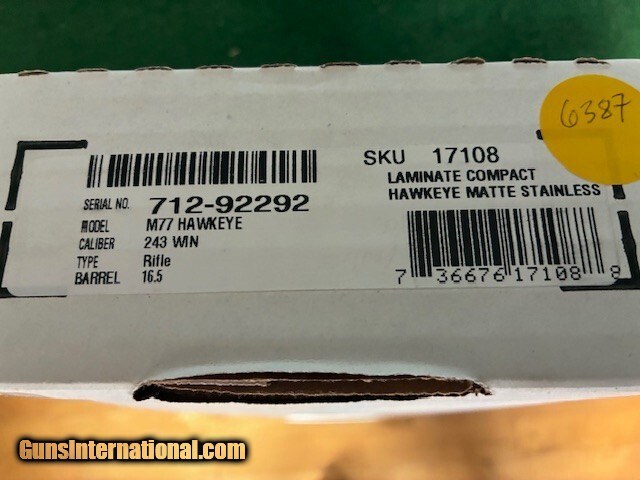 6387
SKU 17108
LAMINATE COMPACT
HAWKEYE MATTE STAINLESS
SERIAL NO. 712-92292
MODEL M77 HAWKEYE
CALIBER 243 WIN
TYPE Rifle
BARREL 16.5
7 36676 17108 8
GunsInternational.com